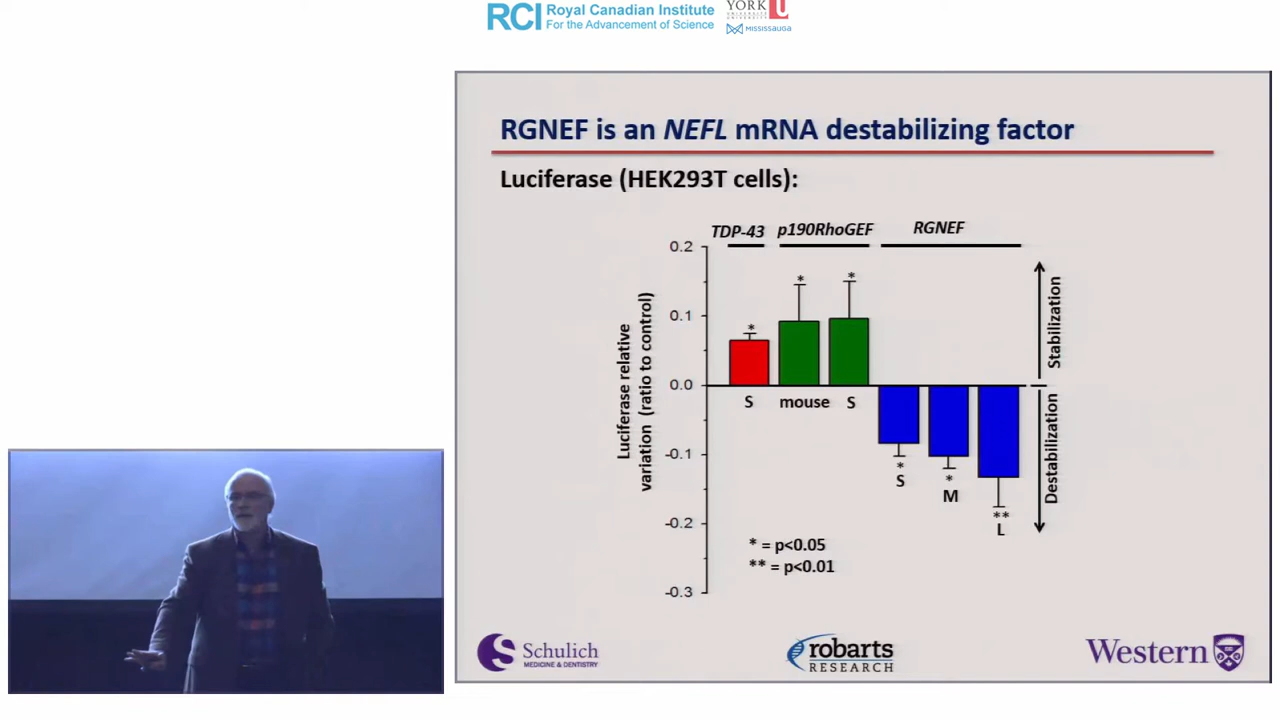 RCI Royal Canadian Institute
For the Advancement of Science
YORK U
UNIVERSITÉ
UNIVERSITY
MISSISSAUGA
RGNEF is an NEFL mRNA destabilizing factor
Luciferase (HEK293T cells):
TDP-43 p190RhoGEF RGNEF
0.2
0.1
0.0
-0.1
-0.2
-0.3
Luciferase relative
variation (ratio to control)
* * *
S mouse S
* * **
S M L
Stabilization
Destabilization
* = p<0.05
** = p<0.01
Schulich
MEDICINE & DENTISTRY
robarts
RESEARCH
Western